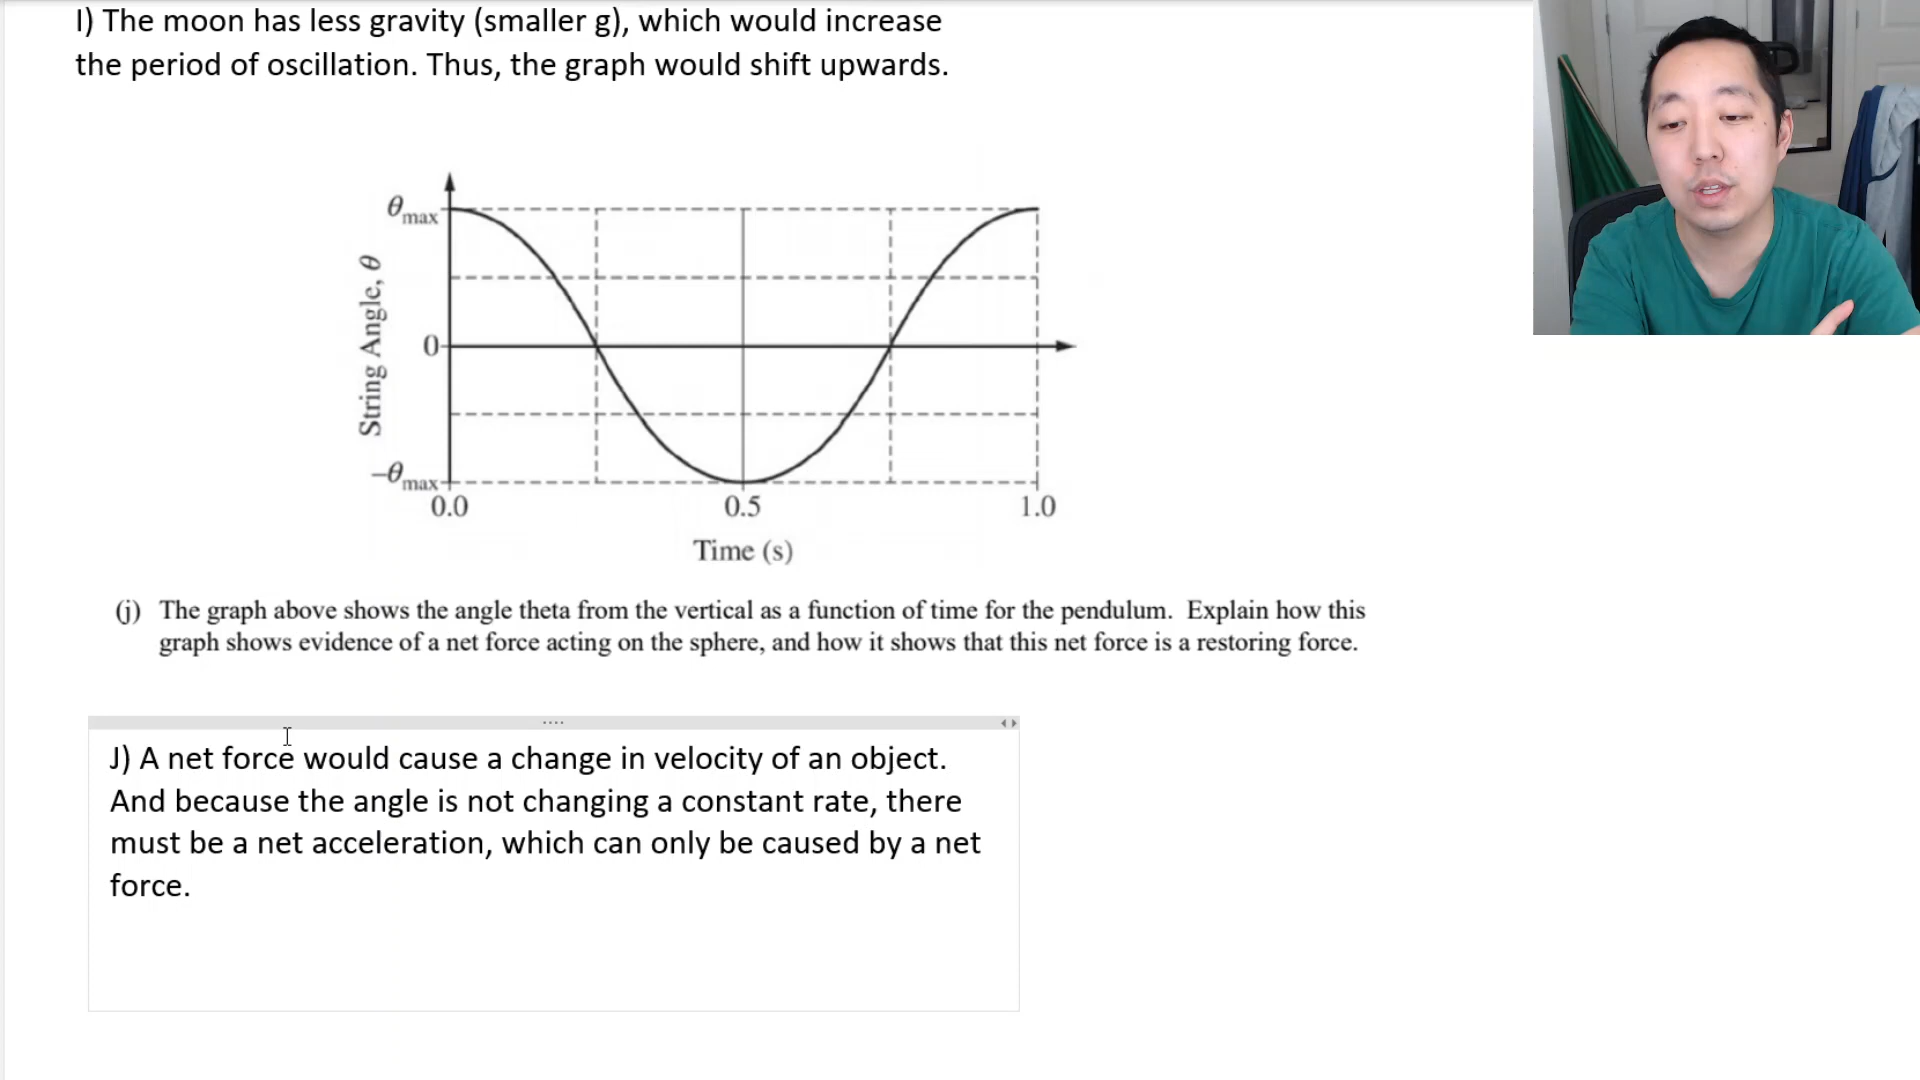 I) The moon has less gravity (smaller g), which would increase
the period of oscillation. Thus, the graph would shift upwards.
θmax
String Angle, θ
0
−θmax
0.0 0.5 1.0
Time (s)
(j) The graph above shows the angle theta from the vertical as a function of time for the pendulum. Explain how this
graph shows evidence of a net force acting on the sphere, and how it shows that this net force is a restoring force.
J) A net force would cause a change in velocity of an object.
And because the angle is not changing a constant rate, there
must be a net acceleration, which can only be caused by a net
force.